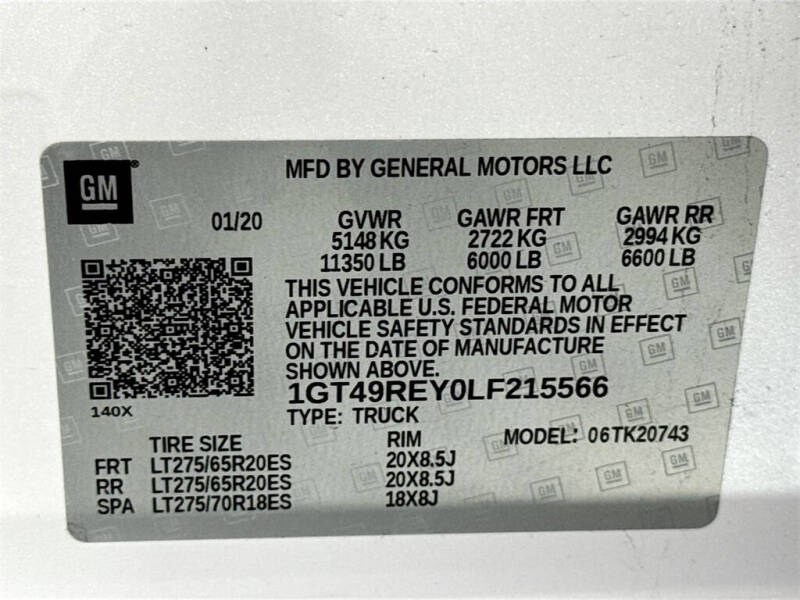 GM
MFD BY GENERAL MOTORS LLC
01/20 GVWR GAWR FRT GAWR RR
5148 KG 2722 KG 2994 KG
11350 LB 6000 LB 6600 LB
THIS VEHICLE CONFORMS TO ALL
APPLICABLE U.S. FEDERAL MOTOR
VEHICLE SAFETY STANDARDS IN EFFECT
ON THE DATE OF MANUFACTURE
SHOWN ABOVE.
1GT49REY0LF215566
140X
TYPE: TRUCK
TIRE SIZE RIM MODEL: 06TK20743
FRT LT275/65R20ES 20X8.5J
RR LT275/65R20ES 20X8.5J
SPA LT275/70R18ES 18X8J